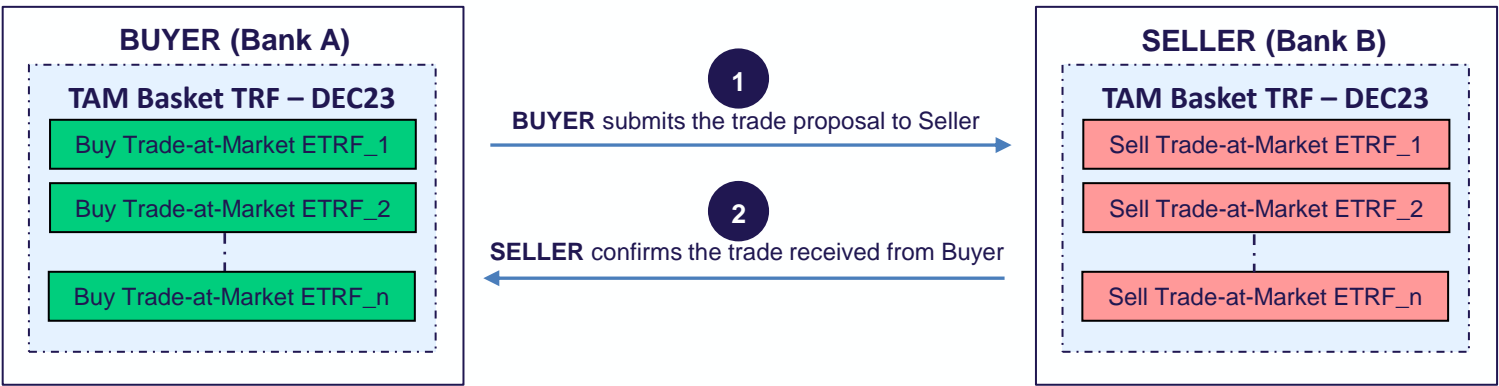 BUYER (Bank A)
TAM Basket TRF – DEC23
Buy Trade-at-Market ETRF_1
Buy Trade-at-Market ETRF_2
Buy Trade-at-Market ETRF_n
1
BUYER submits the trade proposal to Seller
2
SELLER confirms the trade received from Buyer
SELLER (Bank B)
TAM Basket TRF – DEC23
Sell Trade-at-Market ETRF_1
Sell Trade-at-Market ETRF_2
Sell Trade-at-Market ETRF_n